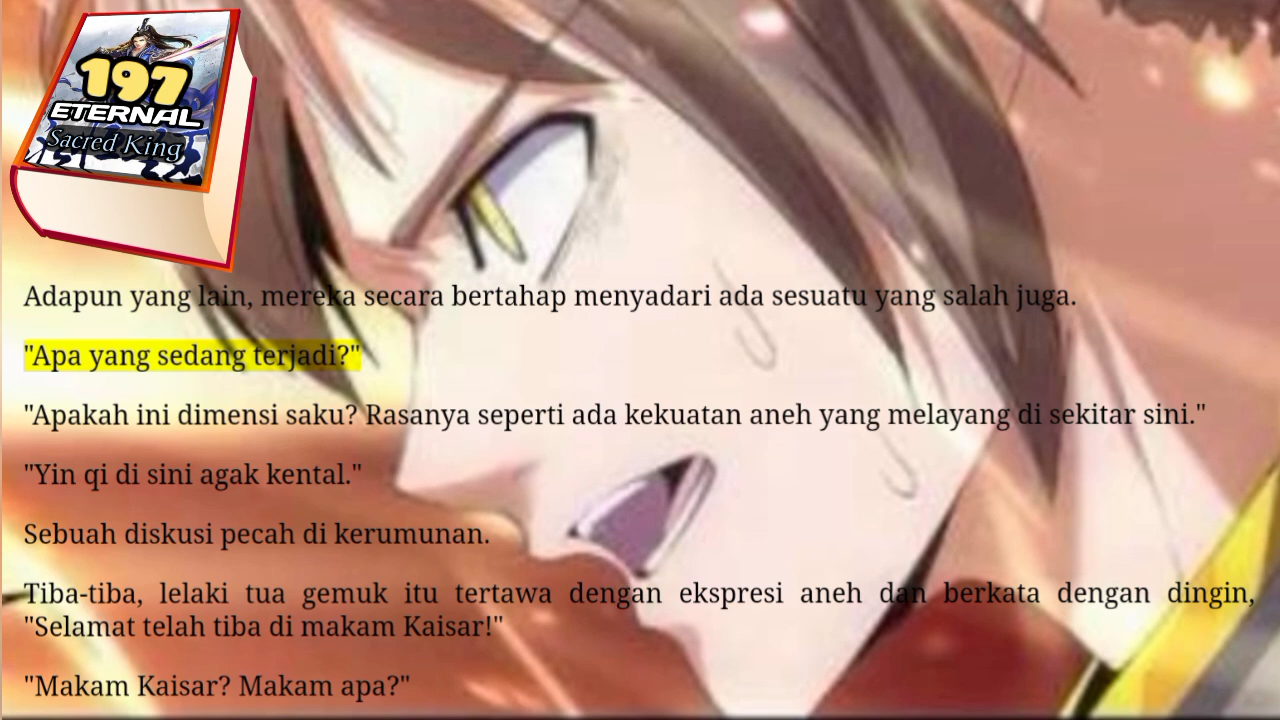 197
ETERNAL
Sacred King
Adapun yang lain, mereka secara bertahap menyadari ada sesuatu yang salah juga.
"Apa yang sedang terjadi?"
"Apakah ini dimensi saku? Rasanya seperti ada kekuatan aneh yang melayang di sekitar sini."
"Yin qi di sini agak kental."
Sebuah diskusi pecah di kerumunan.
Tiba-tiba, lelaki tua gemuk itu tertawa dengan ekspresi aneh dan berkata dengan dingin,
"Selamat telah tiba di makam Kaisar!"
"Makam Kaisar? Makam apa?"